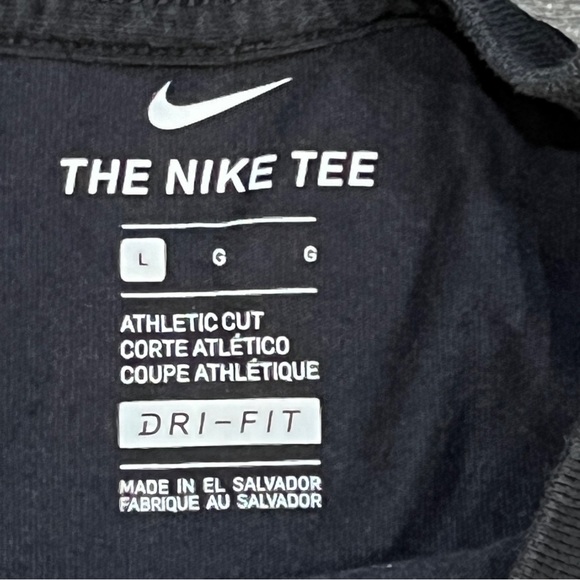 THE NIKE TEE
L G G
ATHLETIC CUT
CORTE ATLÉTICO
COUPE ATHLÉTIQUE
DRI-FIT
MADE IN EL SALVADOR
FABRIQUE AU SALVADOR